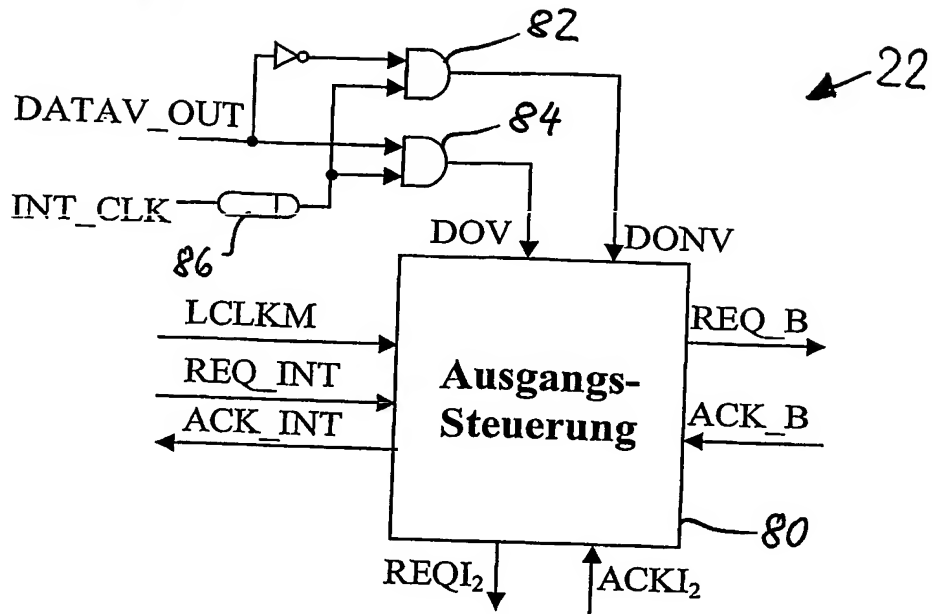 82
22
84
DATAV_OUT
INT_CLK
86
DOV
DONV
LCLKM
REQ_B
REQ_INT
ACK_INT
Ausgangs-
Steuerung
ACK_B
80
REQI₂
ACKI₂